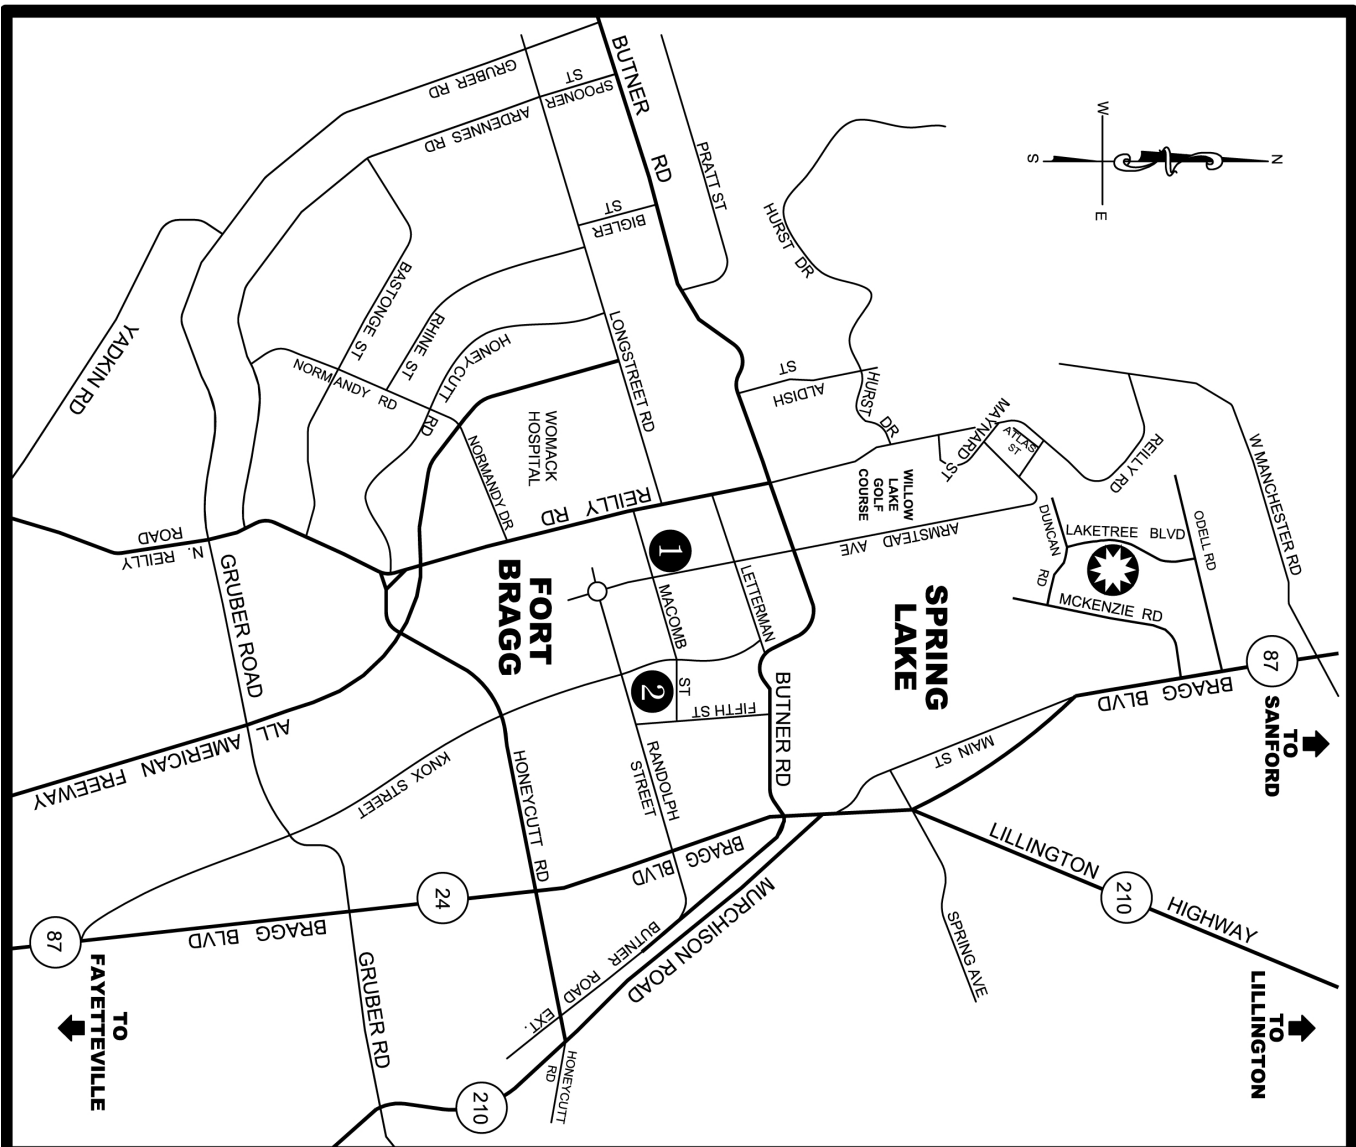 N
W
E
S
W MANCHESTER RD
ODELL RD
REILLY RD
LAKETREE BLVD
DUNCAN
RD
MCKENZIE RD
87
TO
SANFORD
BRAGG BLVD
MAIN ST
LILLINGTON
210
HIGHWAY
TO
LILLINGTON
SPRING AVE
ATLAS
ST
MAYNARD ST
HURST DR
HURST DR
ALDISH
ST
WILLOW
LAKE
GOLF
COURSE
ARMSTEAD AVE
SPRING
LAKE
PRATT ST
BUTNER RD
BUTNER RD
SPOONER
ST
BIGLER
ST
LONGSTREET RD
REILLY RD
LETTERMAN
MACOMB
ST
FIFTH ST
1
2
RANDOLPH
STREET
BRAGG BLVD
MURCHISON ROAD
BUTNER ROAD EXT.
FORT
BRAGG
WOMACK
HOSPITAL
NORMANDY DR
HONEYCUTT
RD
RHINE ST
BASTONGE ST
NORMANDY RD
GRUBER RD
ARDENNES RD
HONEYCUTT RD
HONEYCUTT
RD
210
24
KNOX STREET
ALL AMERICAN FREEWAY
GRUBER ROAD
GRUBER RD
N. REILLY
ROAD
YADKIN RD
BRAGG BLVD
87
TO
FAYETTEVILLE